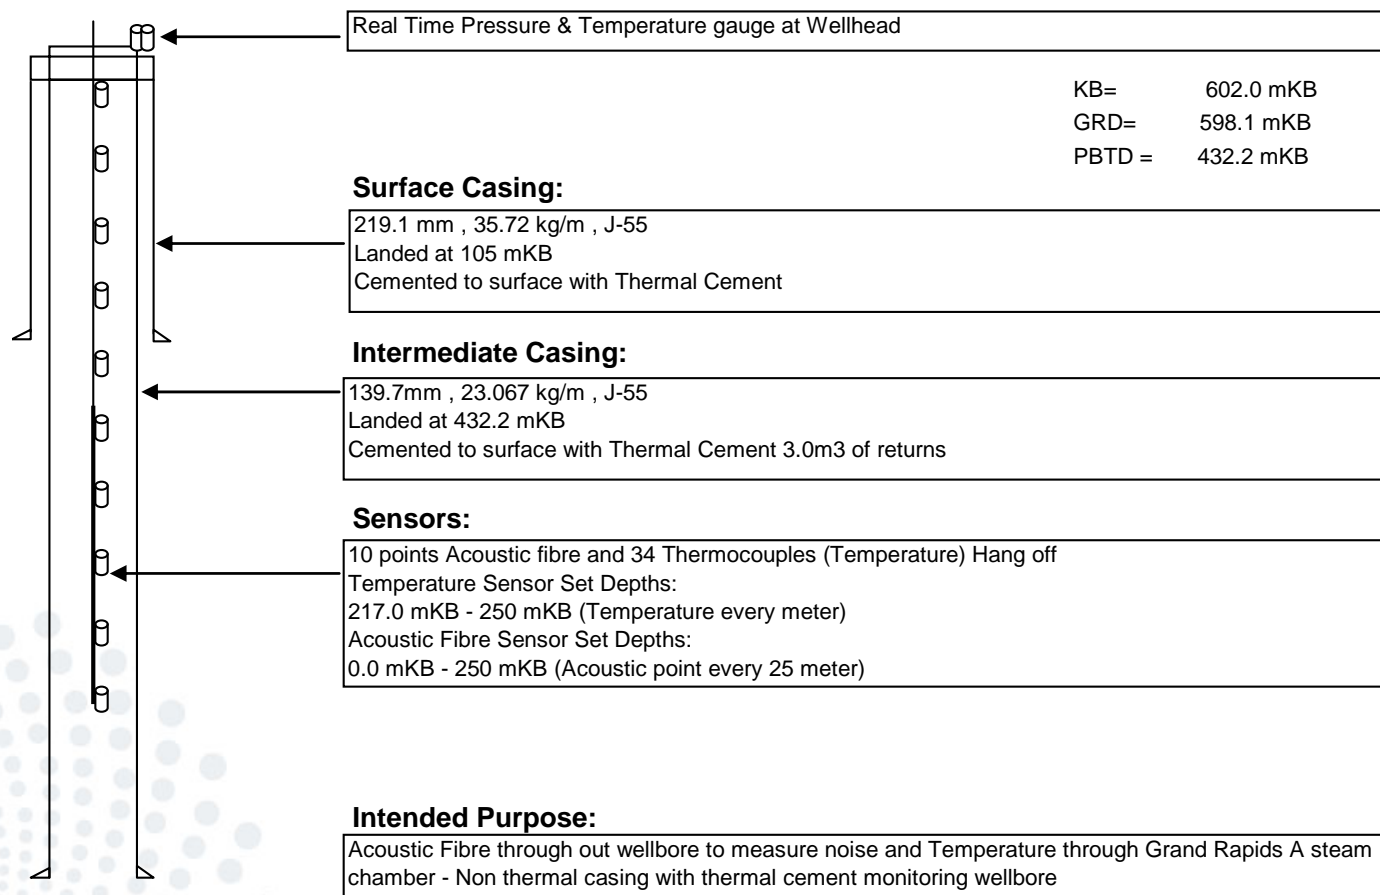 Real Time Pressure & Temperature gauge at Wellhead
KB= 602.0 mKB
GRD= 598.1 mKB
PBTD = 432.2 mKB
Surface Casing:
219.1 mm , 35.72 kg/m , J-55
Landed at 105 mKB
Cemented to surface with Thermal Cement
Intermediate Casing:
139.7mm , 23.067 kg/m , J-55
Landed at 432.2 mKB
Cemented to surface with Thermal Cement 3.0m3 of returns
Sensors:
10 points Acoustic fibre and 34 Thermocouples (Temperature) Hang off
Temperature Sensor Set Depths:
217.0 mKB - 250 mKB (Temperature every meter)
Acoustic Fibre Sensor Set Depths:
0.0 mKB - 250 mKB (Acoustic point every 25 meter)
Intended Purpose:
Acoustic Fibre through out wellbore to measure noise and Temperature through Grand Rapids A steam
chamber - Non thermal casing with thermal cement monitoring wellbore